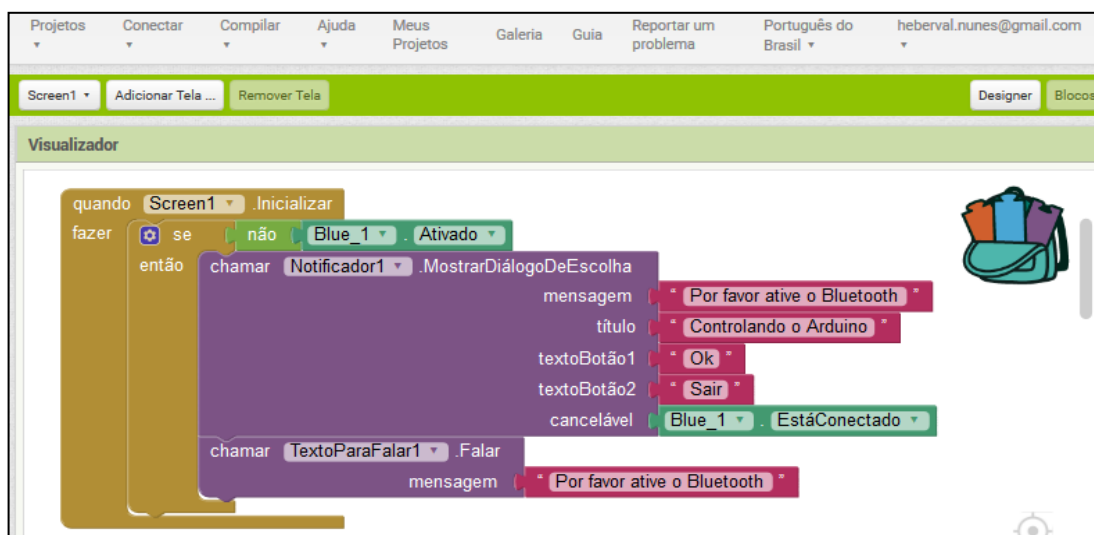 Projetos Conectar Compilar Ajuda Meus Projetos Galeria Guia Reportar um problema Português do Brasil heberval.nunes@gmail.com
Screen1 Adicionar Tela ... Remover Tela Designer Blocos
Visualizador
quando Screen1 .Inicializar
fazer se não Blue_1 . Ativado
então chamar Notificador1 .MostrarDiálogoDeEscolha
mensagem " Por favor ative o Bluetooth "
título " Controlando o Arduino "
textoBotão1 " Ok "
textoBotão2 " Sair "
cancelável Blue_1 . EstáConectado
chamar TextoParaFalar1 .Falar
mensagem " Por favor ative o Bluetooth "